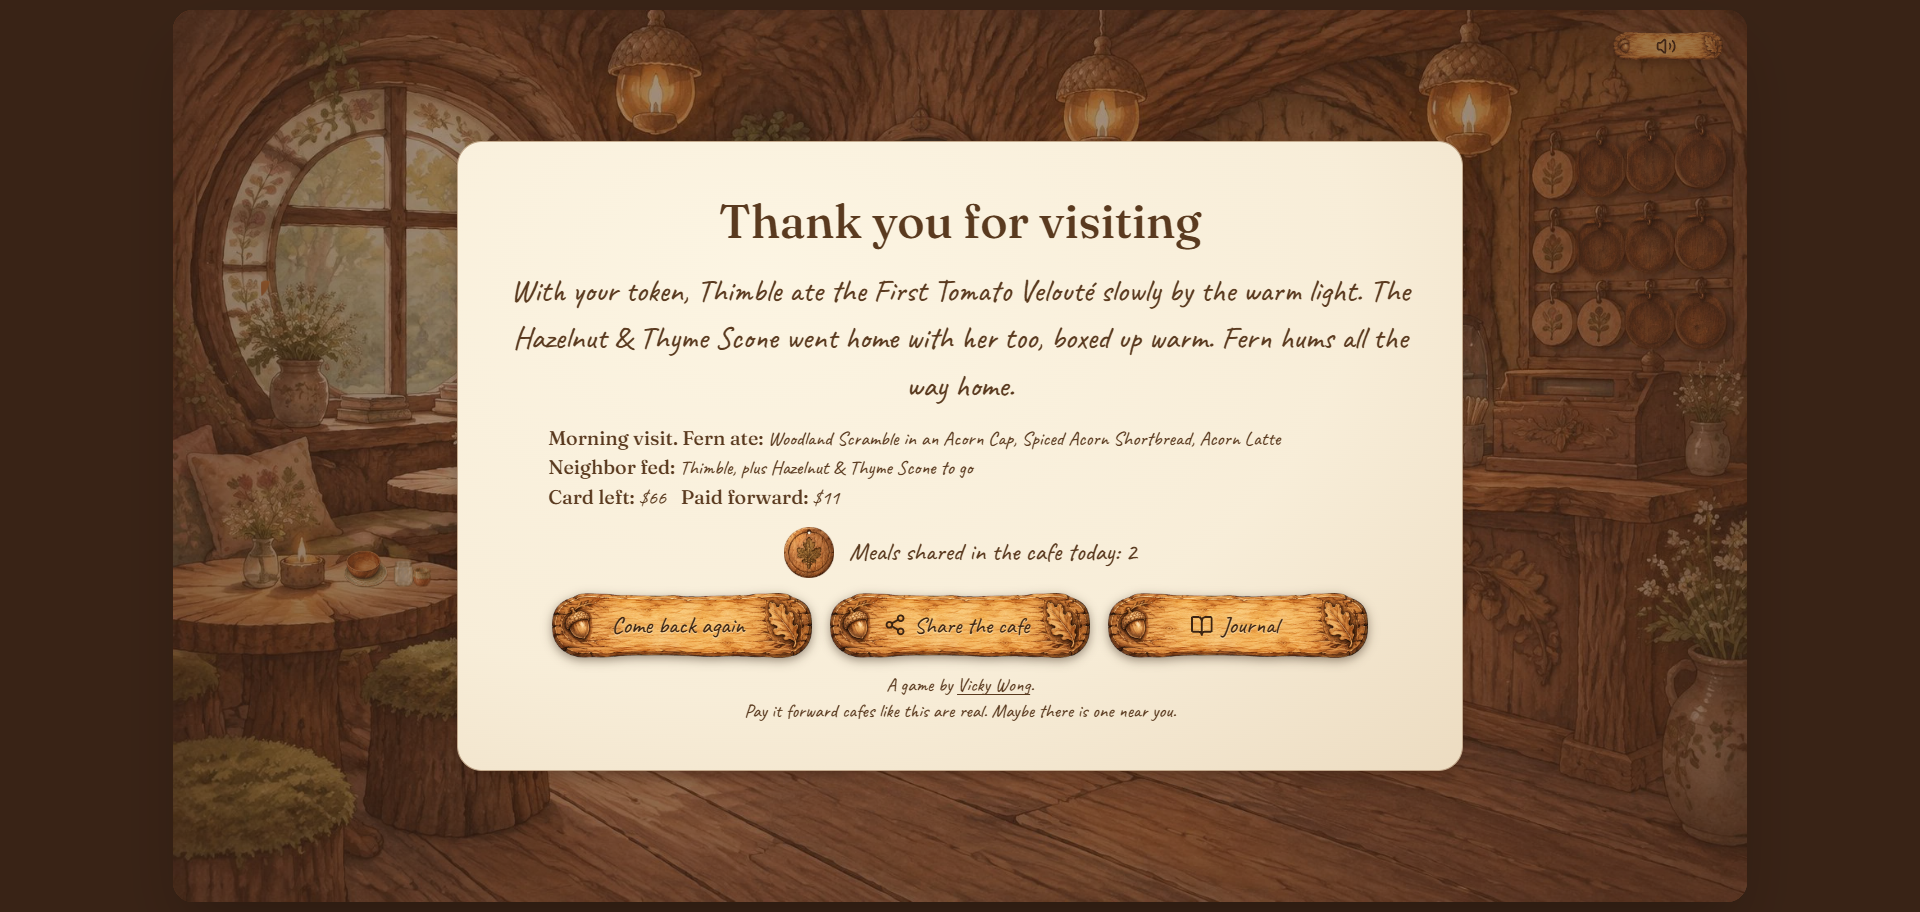 Thank you for visiting
With your token, Thimble ate the First Tomato Velouté slowly by the warm light. The
Hazelnut & Thyme Scone went home with her too, boxed up warm. Fern hums all the
way home.
Morning visit. Fern ate: Woodland Scramble in an Acorn Cap, Spiced Acorn Shortbread, Acorn Latte
Neighbor fed: Thimble, plus Hazelnut & Thyme Scone to go
Card left: $66 Paid forward: $11
Meals shared in the cafe today: 2
Come back again
Share the cafe
Journal
A game by Vicky Wong.
Pay it forward cafes like this are real. Maybe there is one near you.